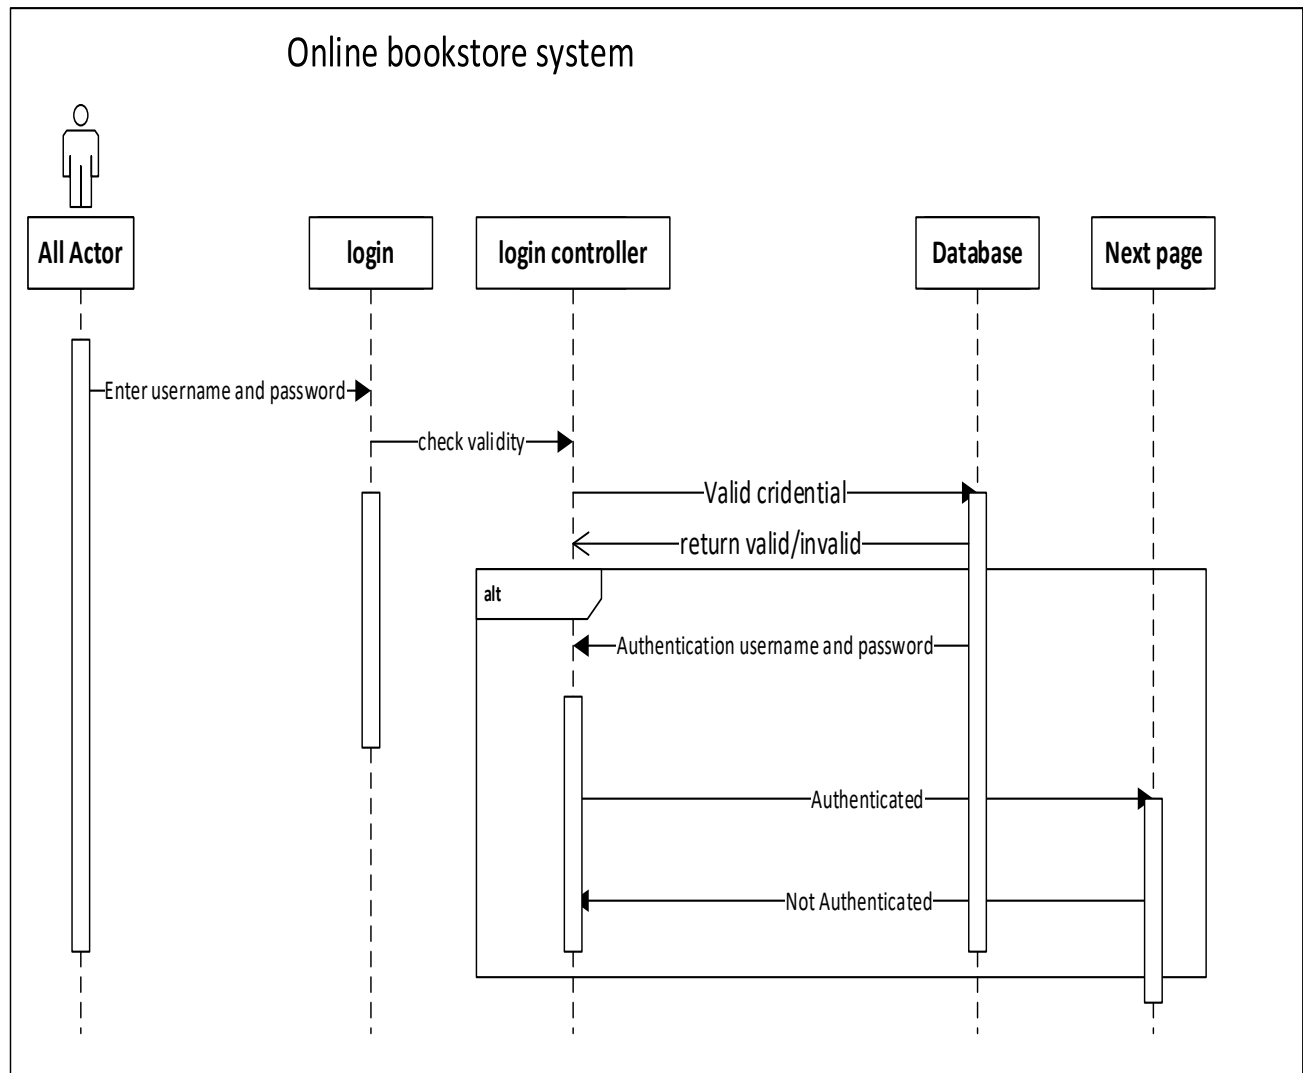 Online bookstore system
All Actor
login
login controller
Database
Next page
Enter username and password
check validity
Valid cridential
return valid/invalid
alt
Authentication username and password
Authenticated
Not Authenticated